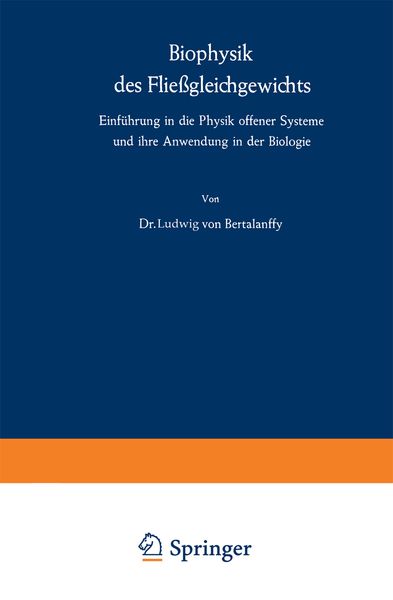 Biophysik
des Fließgleichgewichts
Einführung in die Physik offener Systeme
und ihre Anwendung in der Biologie
Von
Dr. Ludwig von Bertalanffy
Springer